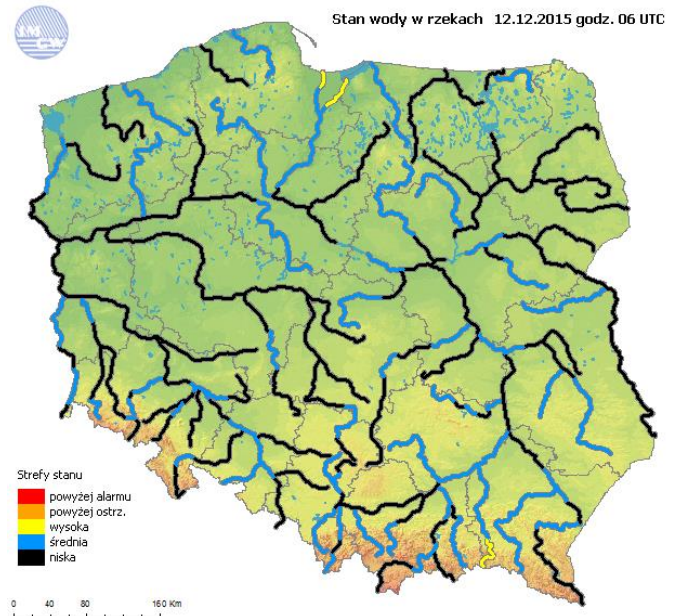 Stan wody w rzekach 12.12.2015 godz. 06 UTC
IMGW
Strefy stanu
powyżej alarmu
powyżej ostrz.
wysoka
średnia
niska
0 40 80 160 Km